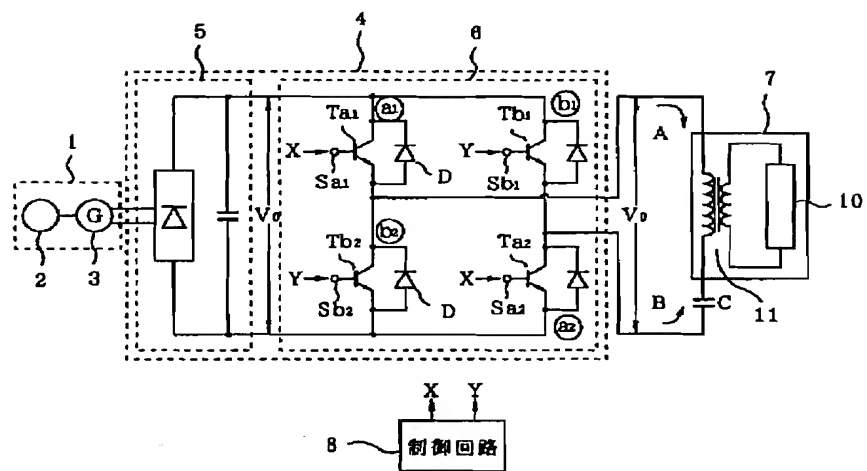 4
5
6
7
1
2
3
G
V₀
a₁
Ta₁
X
Sa₁
D
b₁
Tb₁
Y
Sb₁
b₂
Tb₂
Y
Sb₂
D
Ta₂
X
Sa₂
a₂
A
V₀
B
C
10
11
X Y
8
制御回路